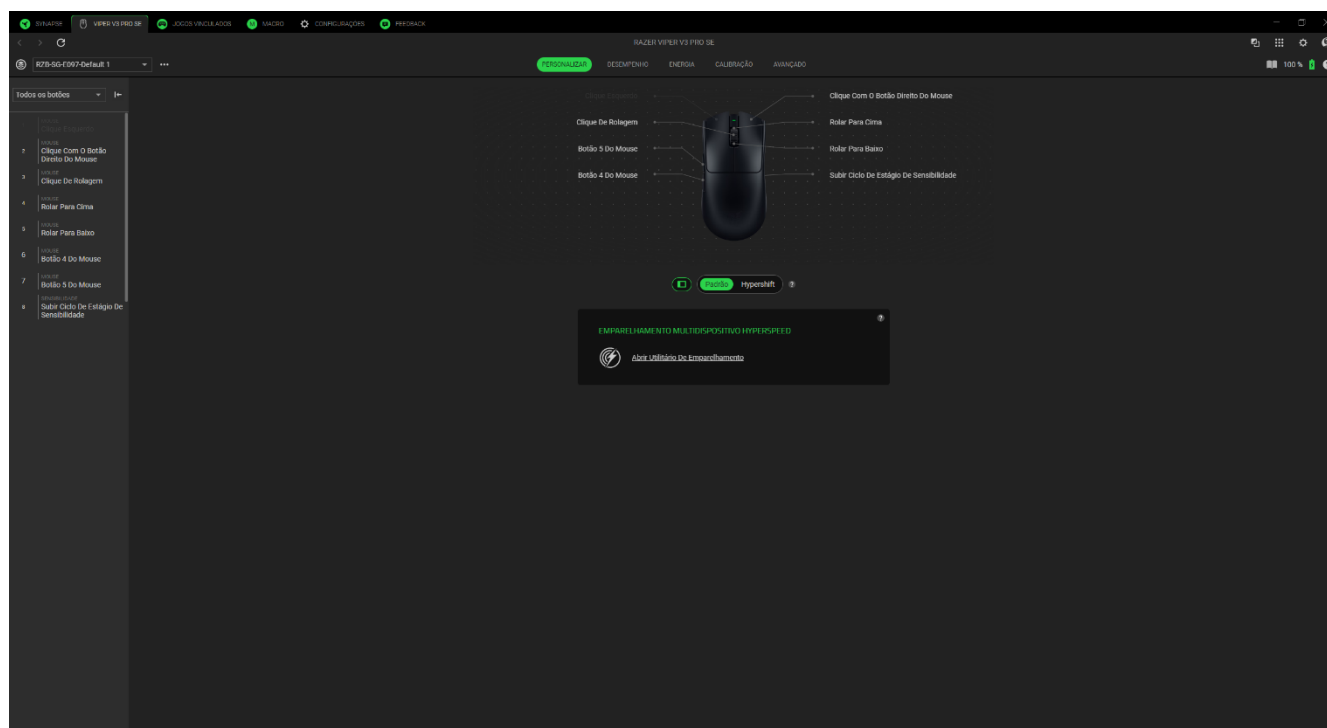 SYNAPSE VIPER V3 PRO SE JOGOS VINCULADOS MACRO CONFIGURAÇÕES FEEDBACK
RAZER VIPER V3 PRO SE
RZB-SG-E097-Default 1
PERSONALIZAR DESEMPENHO ENERGIA CALIBRAÇÃO AVANÇADO
100 %
Todos os botões
2 MOUSE
Clique Com O Botão
Direito Do Mouse
3 MOUSE
Clique De Rolagem
4 MOUSE
Rolar Para Cima
5 MOUSE
Rolar Para Baixo
6 MOUSE
Botão 4 Do Mouse
7 MOUSE
Botão 5 Do Mouse
8 SENSIBILIDADE
Subir Ciclo De Estágio De
Sensibilidade
Clique De Rolagem
Botão 5 Do Mouse
Botão 4 Do Mouse
Clique Com O Botão Direito Do Mouse
Rolar Para Cima
Rolar Para Baixo
Subir Ciclo De Estágio De Sensibilidade
Padrão Hypershift ?
EMPARELHAMENTO MULTIDISPOSITIVO HYPERSPEED ?
Abrir Utilitário De Emparelhamento